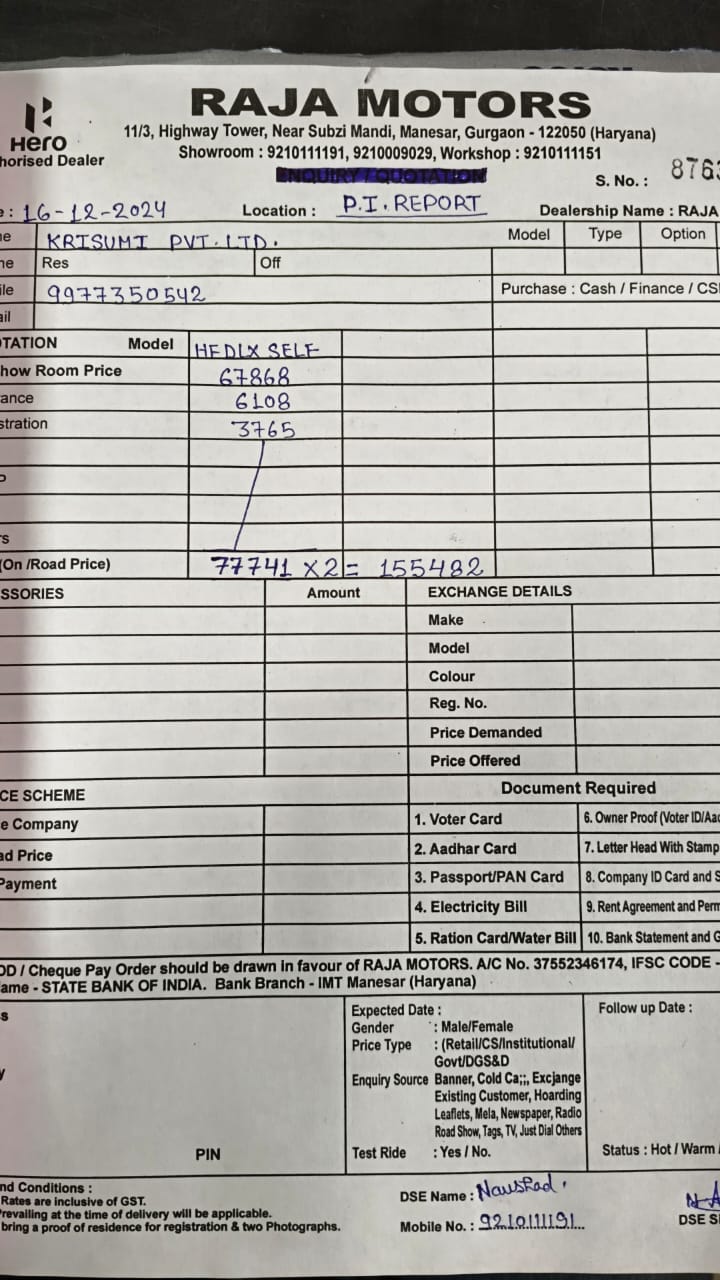 RAJA MOTORS
Hero
horised Dealer
11/3, Highway Tower, Near Subzi Mandi, Manesar, Gurgaon - 122050 (Haryana)
Showroom : 9210111191, 9210009029, Workshop : 9210111151
ENQUIRY / QUOTATION
S. No. : 8763
e : 16-12-2024 Location : P.I. REPORT Dealership Name : RAJA
me KRISUMI PVT. LTD. Model Type Option
ne Res Off
ile 9977350542 Purchase : Cash / Finance / CS
ail
OTATION Model HFDLX SELF
how Room Price 67868
ance 6108
stration 3765
P
rs
(On /Road Price) 77741 X2= 155482
SSORIES Amount EXCHANGE DETAILS
Make
Model
Colour
Reg. No.
Price Demanded
Price Offered
CE SCHEME Document Required
e Company 1. Voter Card 6. Owner Proof (Voter ID/Aad
ad Price 2. Aadhar Card 7. Letter Head With Stamp
Payment 3. Passport/PAN Card 8. Company ID Card and S
4. Electricity Bill 9. Rent Agreement and Perm
5. Ration Card/Water Bill 10. Bank Statement and G
DD / Cheque Pay Order should be drawn in favour of RAJA MOTORS. A/C No. 37552346174, IFSC CODE -
ame - STATE BANK OF INDIA. Bank Branch - IMT Manesar (Haryana)
s Expected Date : Follow up Date :
Gender : Male/Female
Price Type : (Retail/CS/Institutional/
Govt/DGS&D
y Enquiry Source Banner, Cold Ca;;, Excjange
Existing Customer, Hoarding
Leaflets, Mela, Newspaper, Radio
Road Show, Tags, TV, Just Dial Others
PIN Test Ride : Yes / No. Status : Hot / Warm /
nd Conditions :
Rates are inclusive of GST. DSE Name : Naushad.
revailing at the time of delivery will be applicable.
bring a proof of residence for registration & two Photographs. Mobile No. : 9210111191 DSE Si